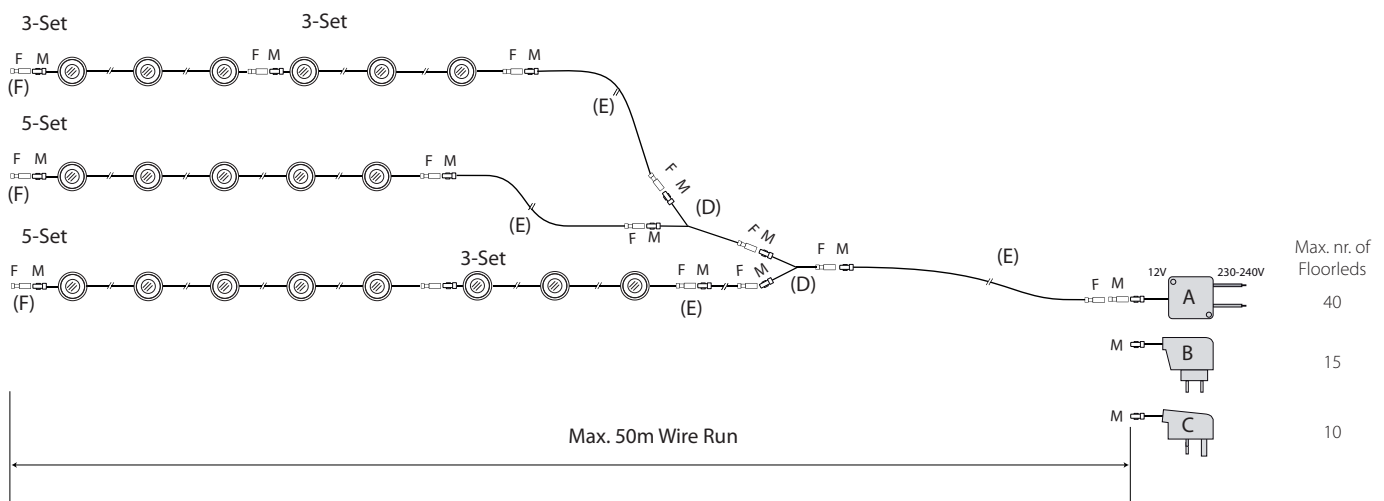 3-Set 3-Set
F M F M F M
(F)
(E)
5-Set
F M F M
(F)
(E)
F M
(D)
F M
5-Set
F M
3-Set
F M
F M
F M
(F)
(E)
(D)
(E)
F M
12V 230-240V
A
Max. nr. of
Floorleds
40
M B 15
M C 10
Max. 50m Wire Run